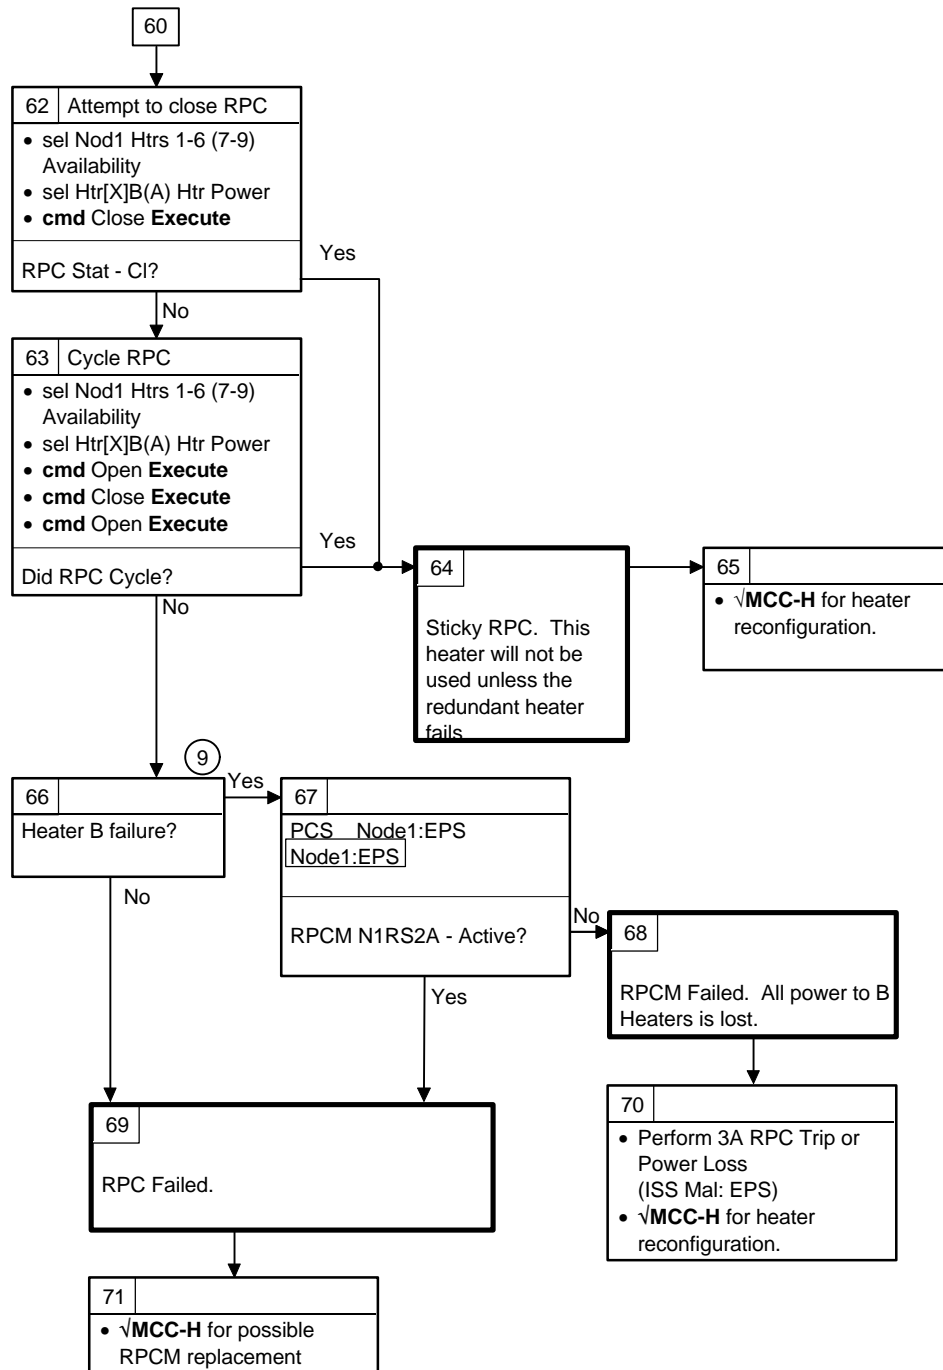 60
62 Attempt to close RPC
• sel Nod1 Htrs 1-6 (7-9)
Availability
• sel Htr[X]B(A) Htr Power
• cmd Close Execute
Yes
RPC Stat - Cl?
No
63 Cycle RPC
• sel Nod1 Htrs 1-6 (7-9)
Availability
• sel Htr[X]B(A) Htr Power
• cmd Open Execute
• cmd Close Execute
• cmd Open Execute
Yes
Did RPC Cycle?
No
64
Sticky RPC. This
heater will not be
used unless the
redundant heater
fails
65
• √MCC-H for heater
reconfiguration.
9
Yes
66
Heater B failure?
No
67
PCS Node1:EPS
Node1:EPS
RPCM N1RS2A - Active?
No
Yes
68
RPCM Failed. All power to B
Heaters is lost.
69
RPC Failed.
70
• Perform 3A RPC Trip or
Power Loss
(ISS Mal: EPS)
• √MCC-H for heater
reconfiguration.
71
• √MCC-H for possible
RPCM replacement